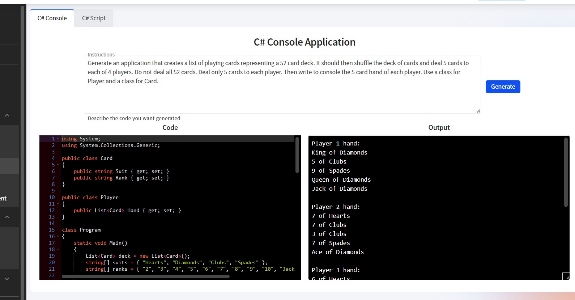 C# Console
C# Script
C# Console Application
Instructions
Generate an application that creates a list of playing cards representing a 52 card deck. It should then shuffle the deck of cards and deal 5 cards to
each of 4 players. Do not deal all 52 cards. Deal only 5 cards to each player. Then write to console the 5 card hand of each player. Use a class for
Player and a class for Card.
Generate
Describe the code you want generated
Code
Output
1 using System;
2 using System.Collections.Generic;
3
4 public class Card
5 {
6 public string Suit { get; set; }
7 public string Rank { get; set; }
8 }
9
10 public class Player
11 {
12 public List<Card> Hand { get; set; }
13 }
14
15 class Program
16 {
17 static void Main()
18 {
19 List<Card> deck = new List<Card>();
20 string[] suits = { "Hearts", "Diamonds", "Clubs", "Spades" };
21 string[] ranks = { "2", "3", "4", "5", "6", "7", "8", "9", "10", "Jack
Player 1 hand:
King of Diamonds
5 of Clubs
9 of Spades
Queen of Diamonds
Jack of Diamonds
Player 2 hand:
7 of Hearts
7 of Clubs
3 of Clubs
7 of Spades
Ace of Diamonds
Player 3 hand:
6 of Hearts
ent